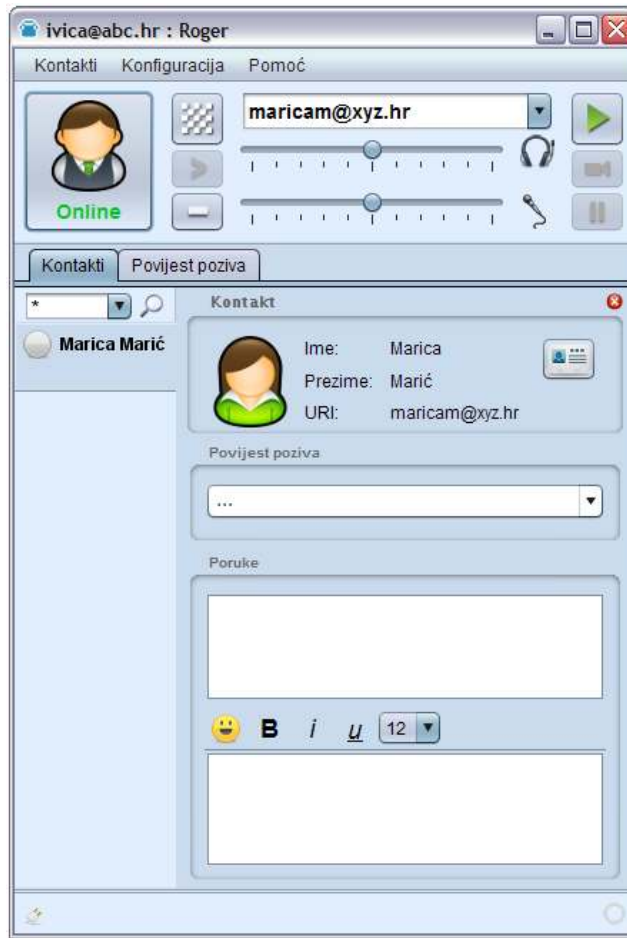 ivica@abc.hr : Roger
Kontakti Konfiguracija Pomoć
maricam@xyz.hr
Online
Kontakti Povijest poziva
*
Marica Marić
Kontakt
Ime: Marica
Prezime: Marić
URI: maricam@xyz.hr
Povijest poziva
...
Poruke
B i u 12